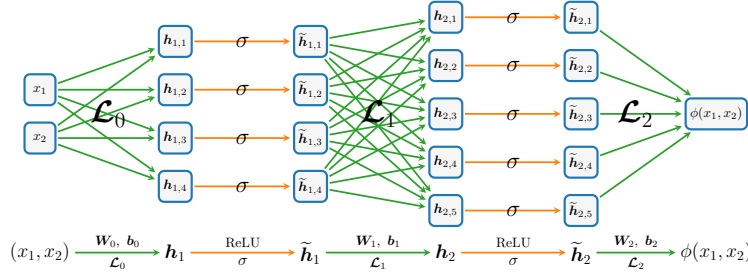 h₂,₁ σ h̃₂,₁
h₁,₁ σ h̃₁,₁
h₂,₂ σ h̃₂,₂
x₁ h₁,₂ σ h̃₁,₂
𝓛₀ 𝓛₁ h₂,₃ σ h̃₂,₃ 𝓛₂ ϕ(x₁, x₂)
x₂ h₁,₃ σ h̃₁,₃
h₂,₄ σ h̃₂,₄
h₁,₄ σ h̃₁,₄
h₂,₅ σ h̃₂,₅
W₀, b₀ ReLU W₁, b₁ ReLU W₂, b₂
(x₁, x₂) h₁ h̃₁ h₂ h̃₂ ϕ(x₁, x₂)
𝓛₀ σ 𝓛₁ σ 𝓛₂